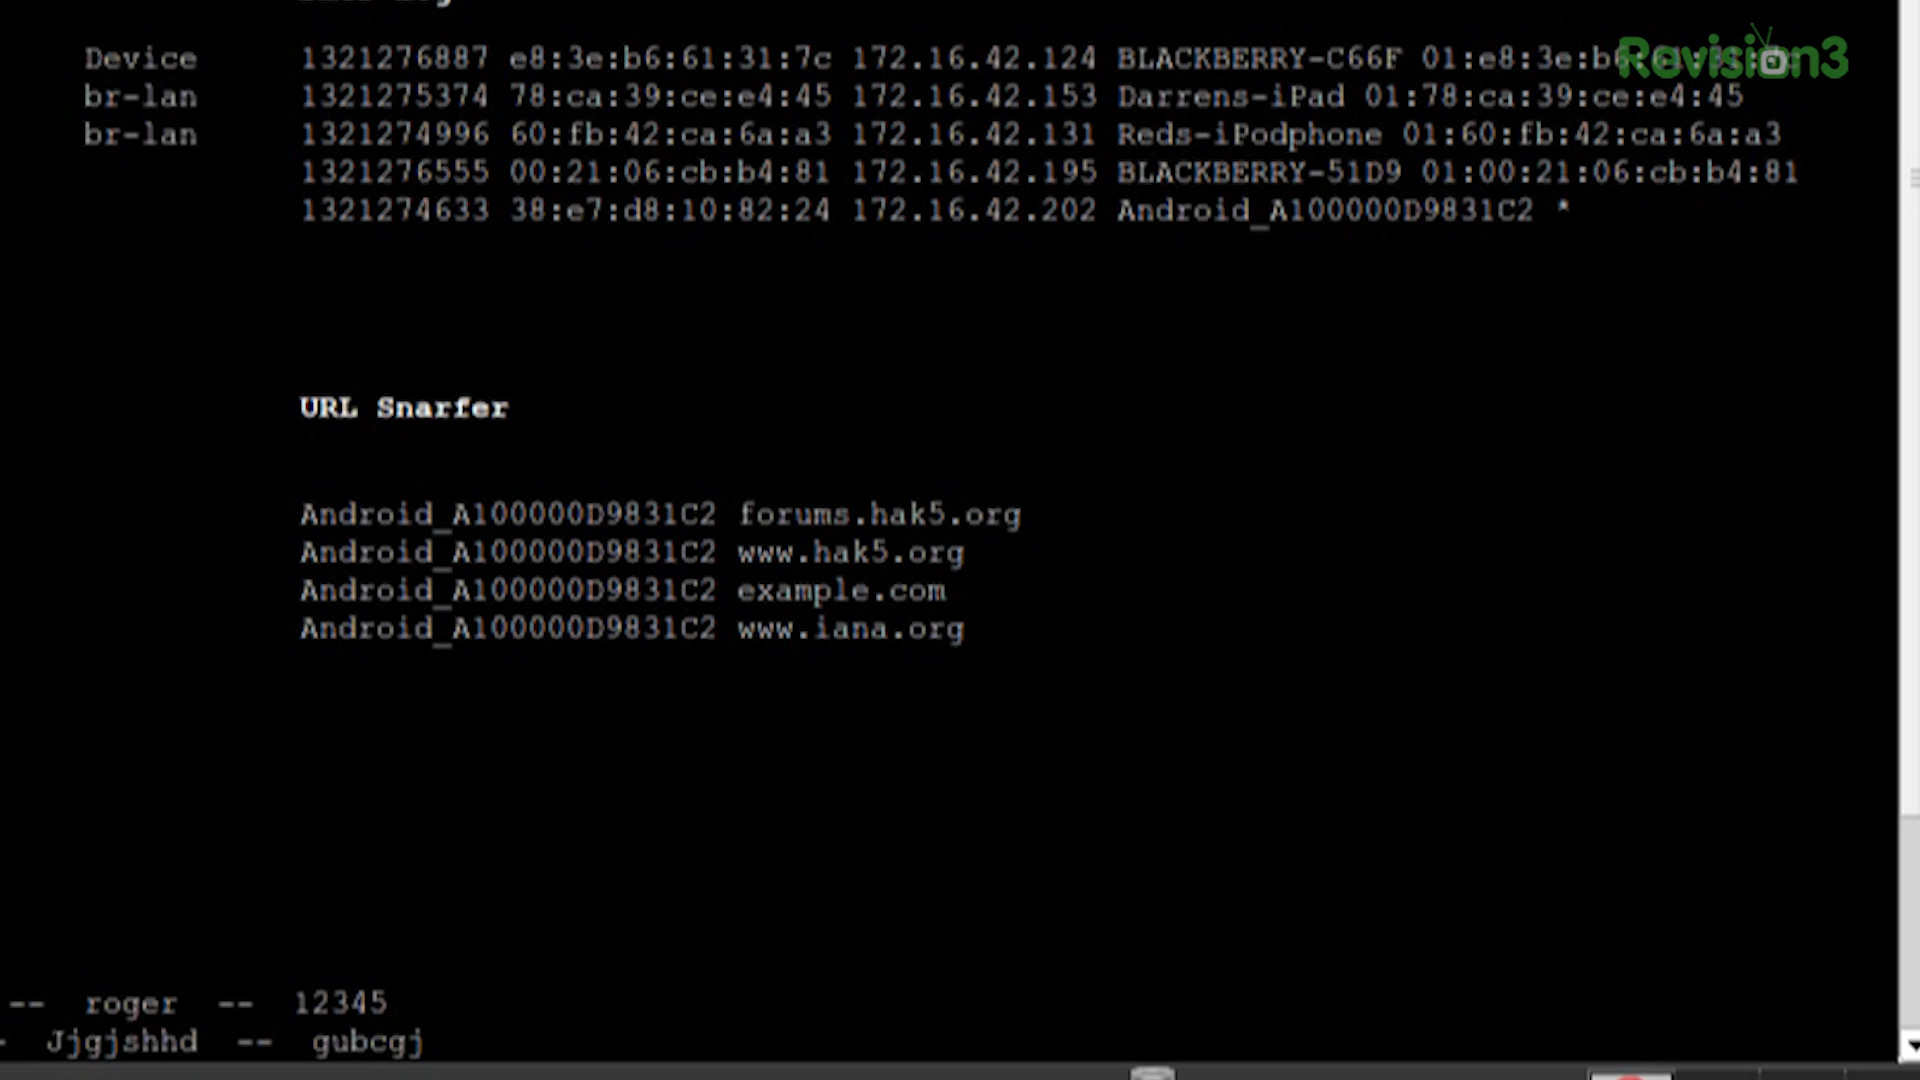 Device 1321276887 e8:3e:b6:61:31:7c 172.16.42.124 BLACKBERRY-C66F
Revision3
br-lan 1321275374 78:ca:39:ce:e4:45 172.16.42.153 Darrens-iPad 01:78:ca:39:ce:e4:45
br-lan 1321274996 60:fb:42:ca:6a:a3 172.16.42.131 Reds-iPodphone 01:60:fb:42:ca:6a:a3
1321276555 00:21:06:cb:b4:81 172.16.42.195 BLACKBERRY-51D9 01:00:21:06:cb:b4:81
1321274633 38:e7:d8:10:82:24 172.16.42.202 Android_A100000D9831C2 *
URL Snarfer
Android_A100000D9831C2 forums.hak5.org
Android_A100000D9831C2 www.hak5.org
Android_A100000D9831C2 example.com
Android_A100000D9831C2 www.iana.org
-- roger -- 12345
- Jjgjshhd -- gubcgj